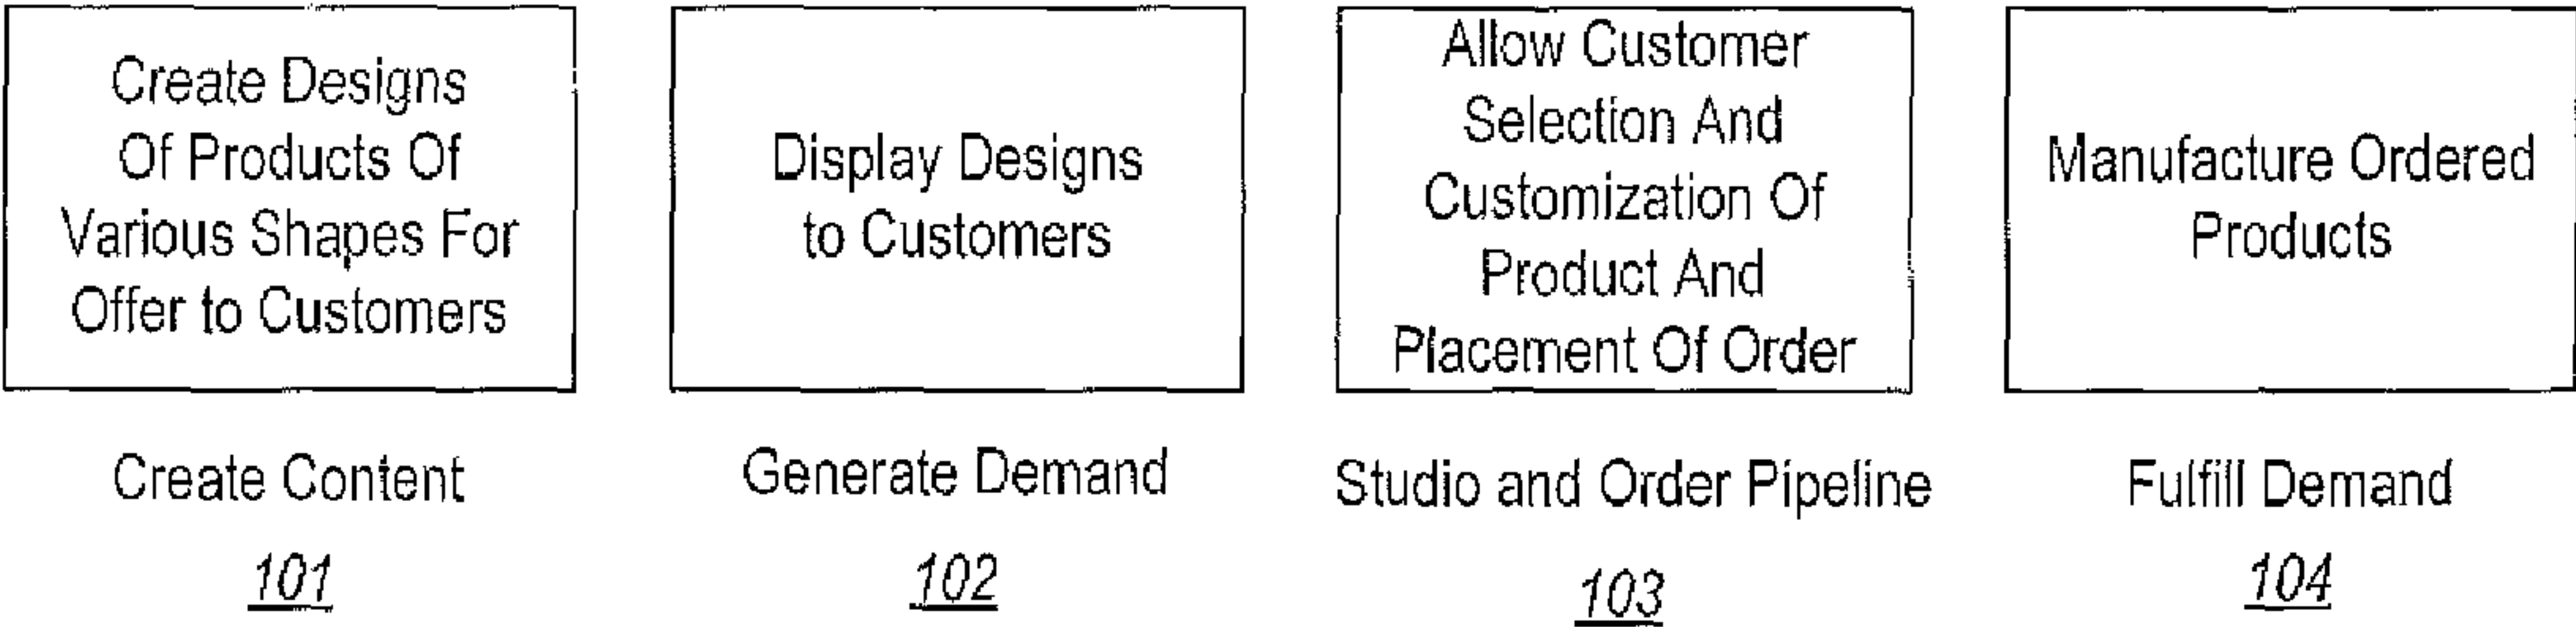 Create Designs
Of Products Of
Various Shapes For
Offer to Customers
Create Content
101
Display Designs
to Customers
Generate Demand
102
Allow Customer
Selection And
Customization Of
Product And
Placement Of Order
Studio and Order Pipeline
103
Manufacture Ordered
Products
Fulfill Demand
104